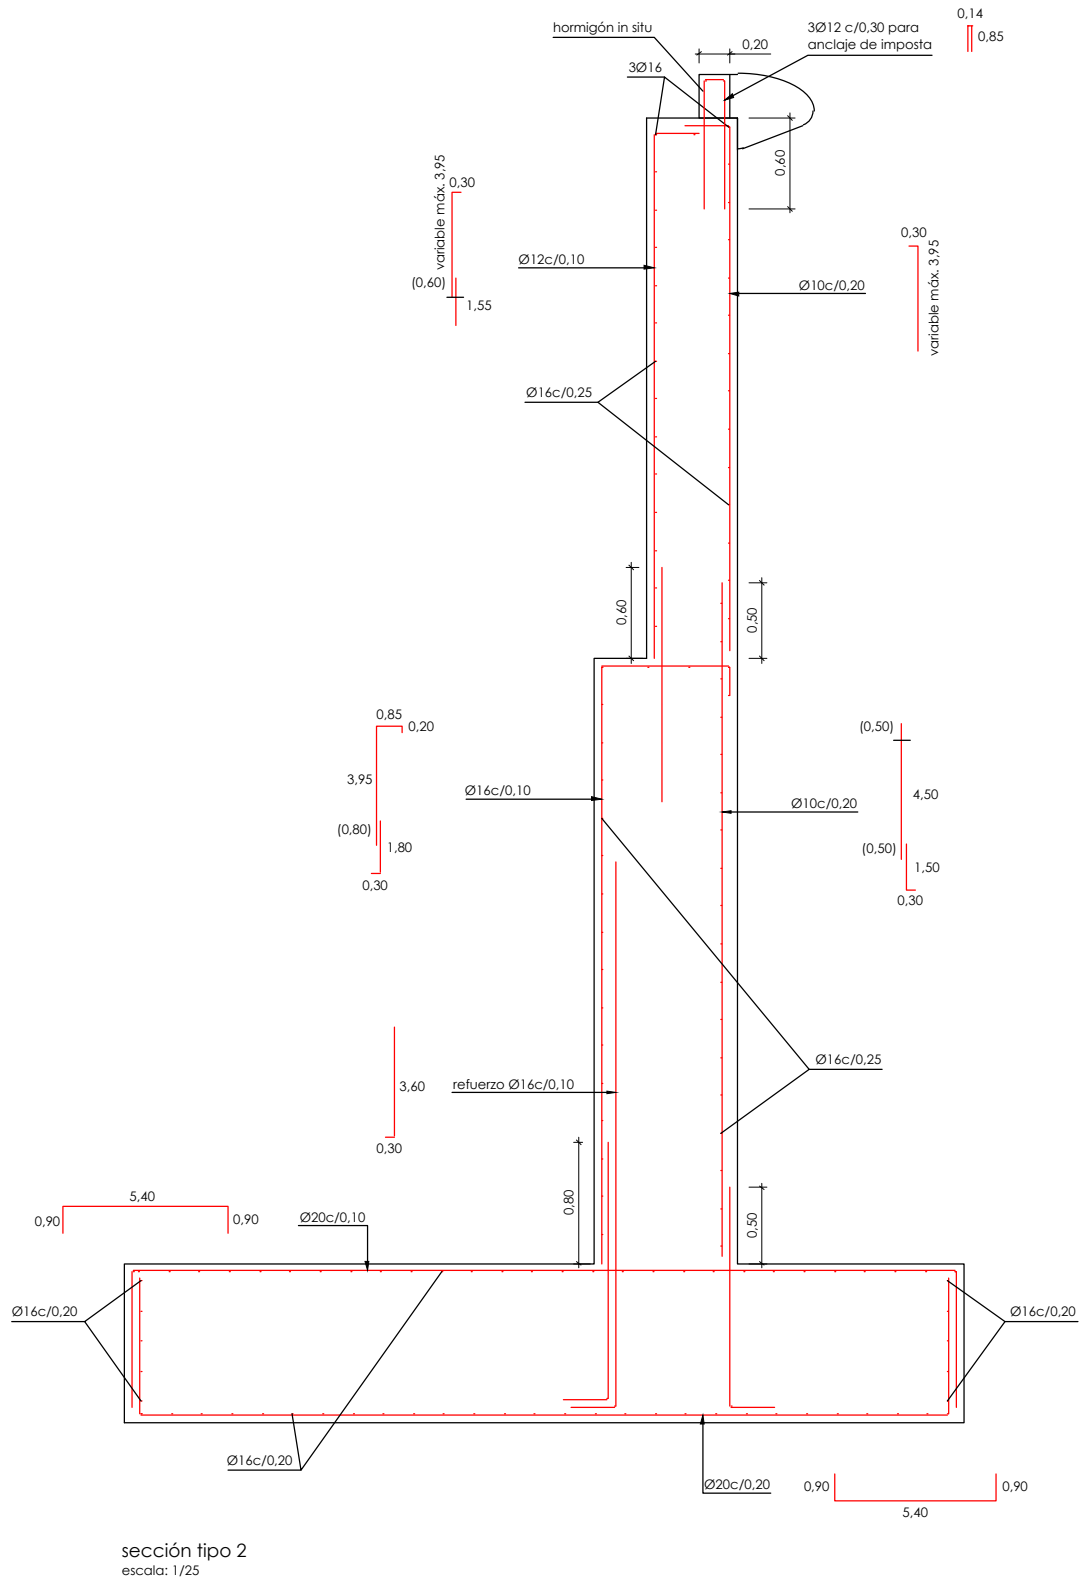 0,14
hormigón in situ
3Ø12 c/0,30 para
anclaje de imposta
0,85
0,20
3Ø16
0,60
variable máx. 3,95
0,30
0,30
variable máx. 3,95
Ø12c/0,10
(0,60)
1,55
Ø10c/0,20
Ø16c/0,25
0,60
0,50
0,85
0,20
(0,50)
3,95
Ø16c/0,10
Ø10c/0,20
4,50
(0,80)
1,80
(0,50)
1,50
0,30
0,30
Ø16c/0,25
refuerzo Ø16c/0,10
3,60
0,30
0,80
0,50
5,40
0,90
0,90
Ø20c/0,10
Ø16c/0,20
Ø16c/0,20
Ø16c/0,20
Ø20c/0,20
0,90
0,90
5,40
sección tipo 2
escala: 1/25